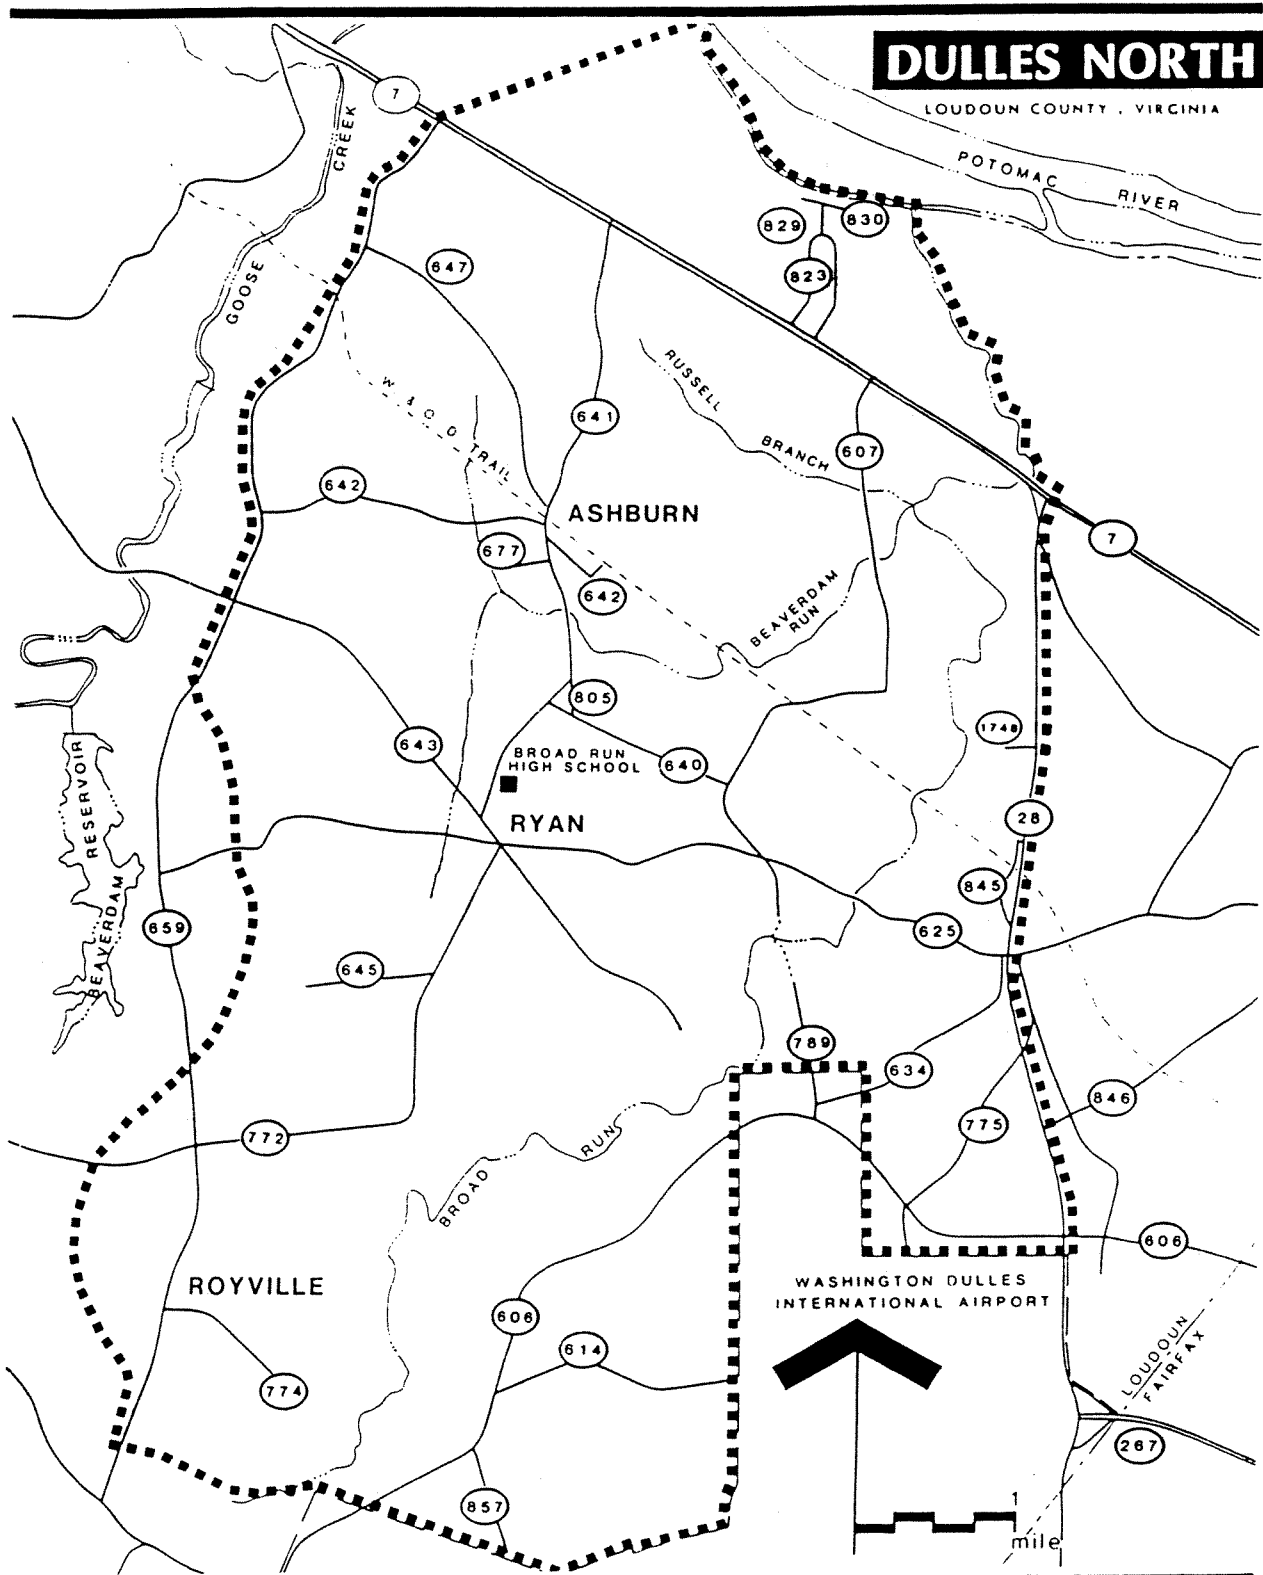 DULLES NORTH
LOUDOUN COUNTY, VIRGINIA
7
CREEK
POTOMAC
RIVER
829
830
823
647
GOOSE
RUSSELL
BRANCH
W & O D TRAIL
641
607
642
ASHBURN
7
677
642
BEAVERDAM
RUN
805
1748
643
BROAD RUN
HIGH SCHOOL
640
RYAN
28
BEAVERDAM RESERVOIR
845
659
625
645
789
634
846
775
772
BROAD RUN
606
ROYVILLE
WASHINGTON DULLES
INTERNATIONAL AIRPORT
606
614
LOUDOUN
FAIRFAX
774
267
857
1
mile